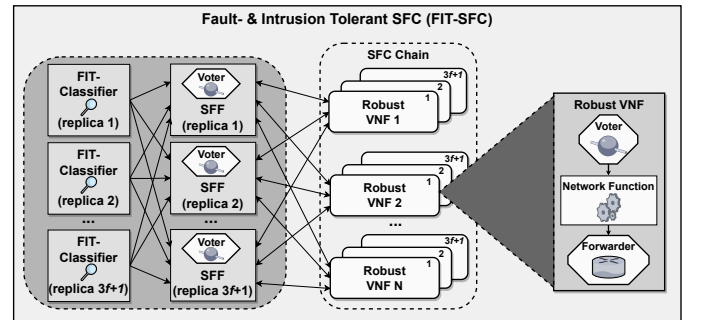 Fault- & Intrusion Tolerant SFC (FIT-SFC)
FIT-
Classifier
(replica 1)
FIT-
Classifier
(replica 2)
...
FIT-
Classifier
(replica 3f+1)
Voter
SFF
(replica 1)
Voter
SFF
(replica 2)
...
Voter
SFF
(replica 3f+1)
SFC Chain
3f+1
2
1
Robust
VNF 1
3f+1
2
1
Robust
VNF 2
...
3f+1
2
1
Robust
VNF N
Robust VNF
Voter
Network Function
Forwarder